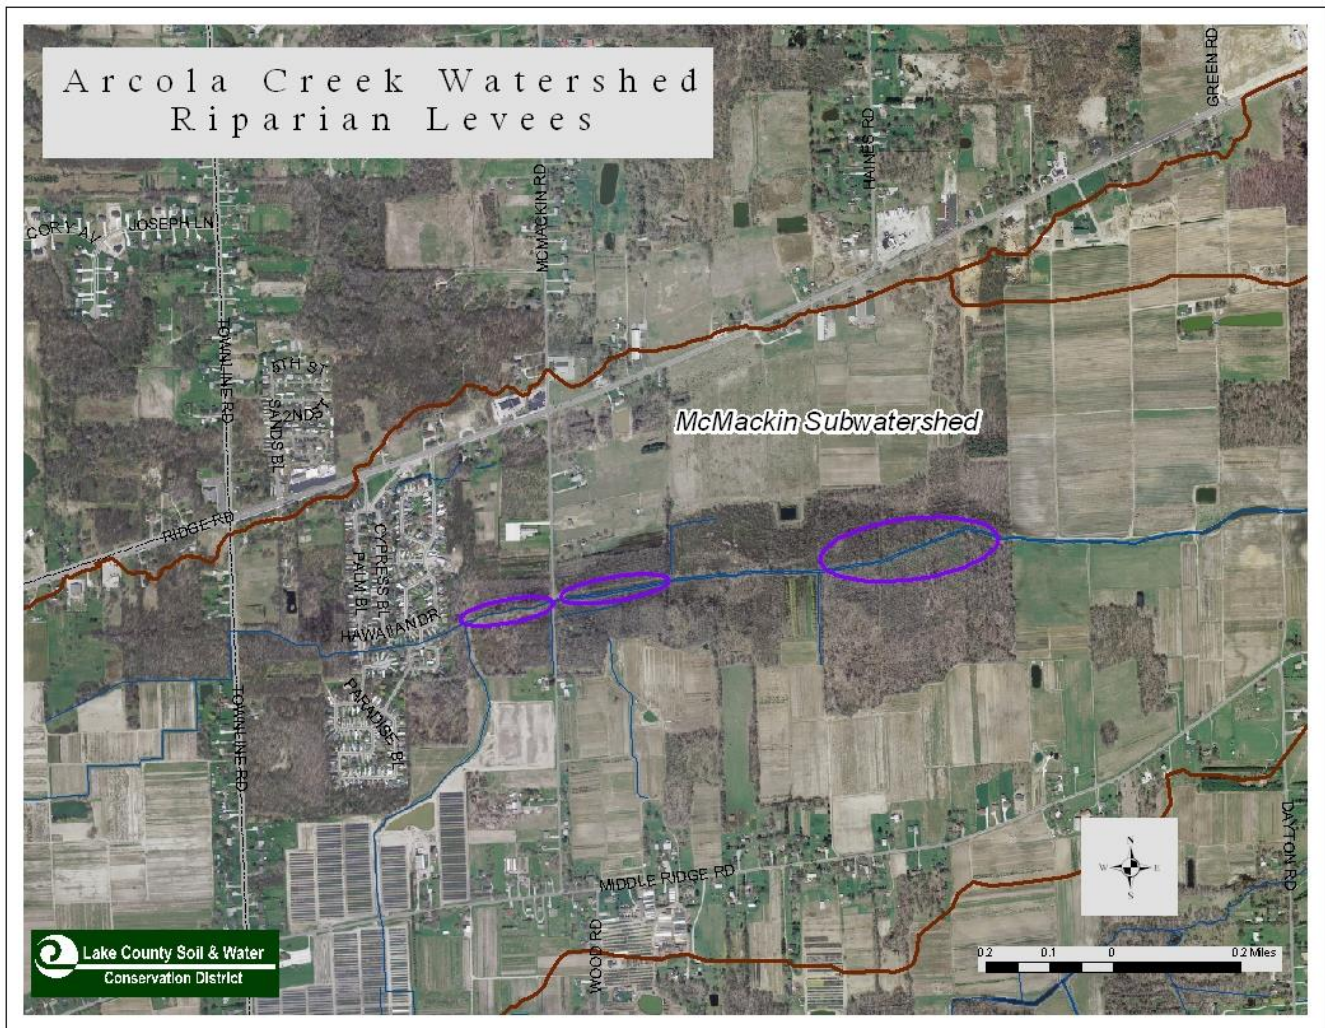 Arcola Creek Watershed
Riparian Levees
GREEN RD
HAINES RD
MCMACKIN RD
CORY AV
JOSEPH LN
TOWNLINE RD
5TH ST
2ND ST
SANDS BL
McMackin Subwatershed
RIDGE RD
CYPRESS BL
PALM BL
HAWAIIAN DR
PARADISE BL
TOWNLINE RD
MIDDLE RIDGE RD
DAYTON RD
WOOD RD
N
W E
S
Lake County Soil & Water
Conservation District
0.2 0.1 0 0.2 Miles